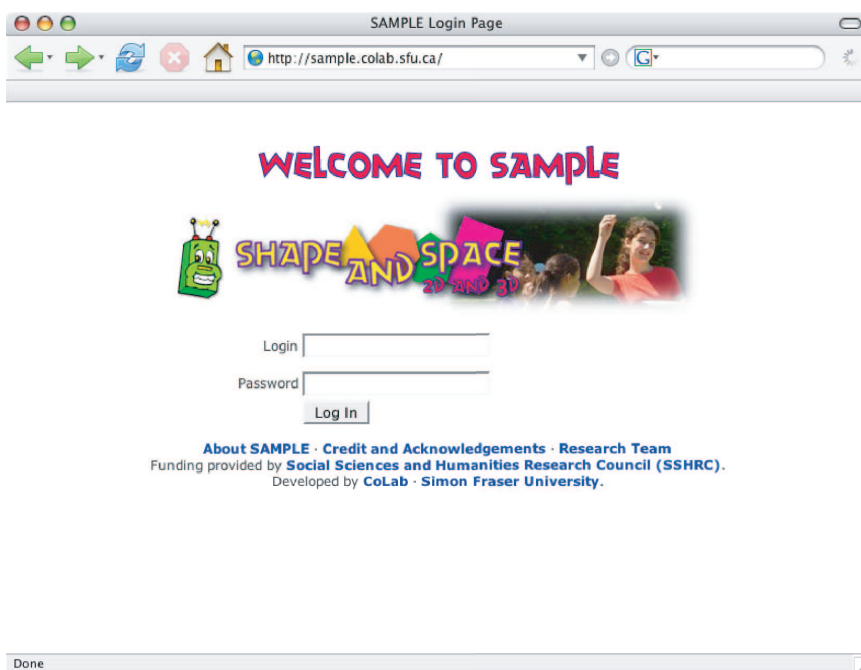 SAMPLE Login Page
http://sample.colab.sfu.ca/
G
WELCOME TO SAMPLE
SHAPE AND SPACE
2D AND 3D
Login
Password
Log In
About SAMPLE · Credit and Acknowledgements · Research Team
Funding provided by Social Sciences and Humanities Research Council (SSHRC).
Developed by CoLab · Simon Fraser University.
Done